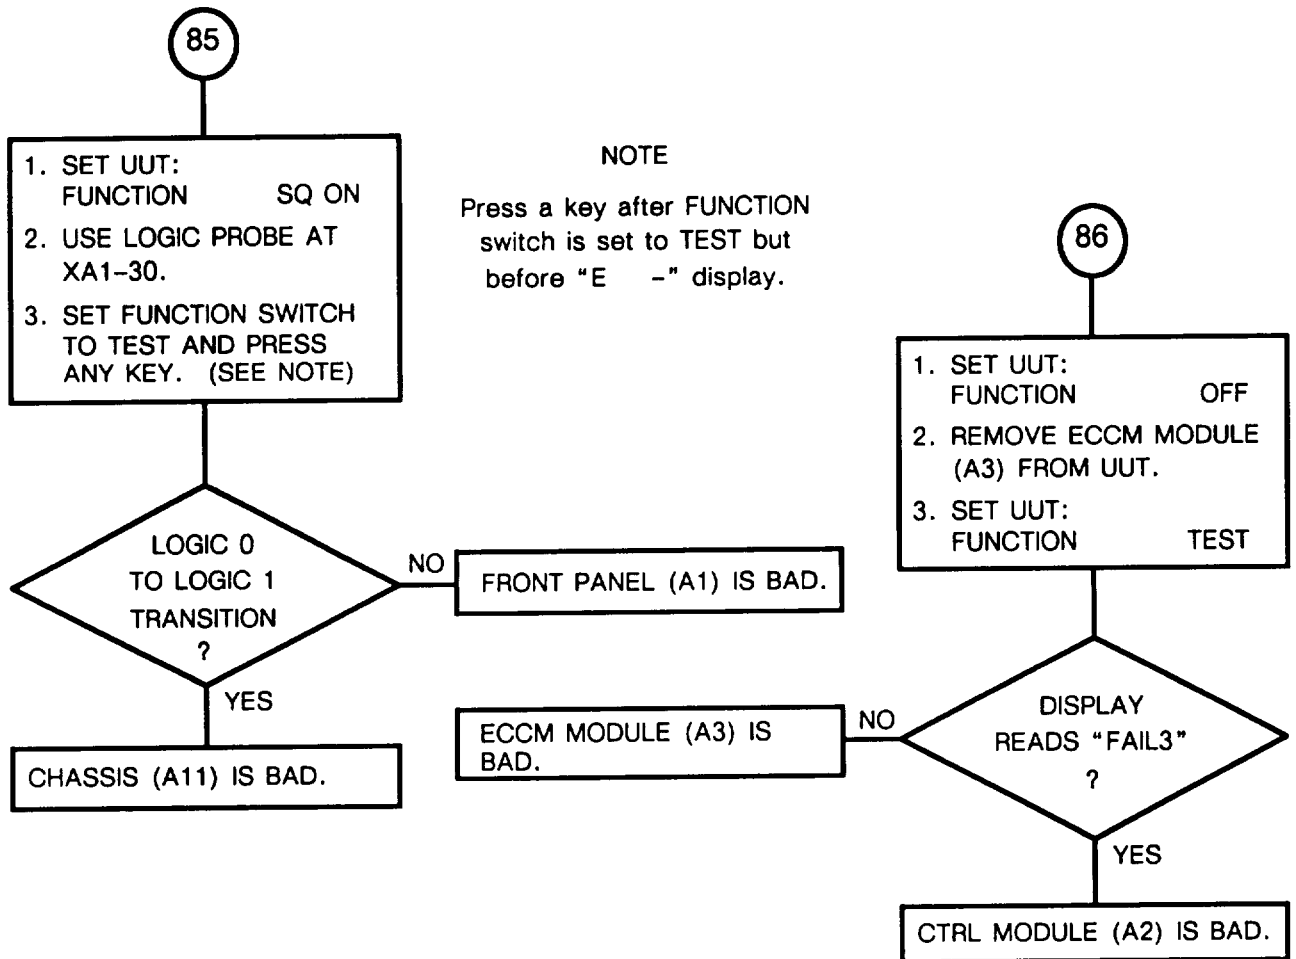 85
1. SET UUT:
FUNCTION SQ ON
2. USE LOGIC PROBE AT
XA1-30.
3. SET FUNCTION SWITCH
TO TEST AND PRESS
ANY KEY. (SEE NOTE)
LOGIC 0
TO LOGIC 1
TRANSITION
?
NO
FRONT PANEL (A1) IS BAD.
YES
CHASSIS (A11) IS BAD.
NOTE
Press a key after FUNCTION
switch is set to TEST but
before "E -" display.
86
1. SET UUT:
FUNCTION OFF
2. REMOVE ECCM MODULE
(A3) FROM UUT.
3. SET UUT:
FUNCTION TEST
DISPLAY
READS "FAIL3"
?
NO
ECCM MODULE (A3) IS
BAD.
YES
CTRL MODULE (A2) IS BAD.